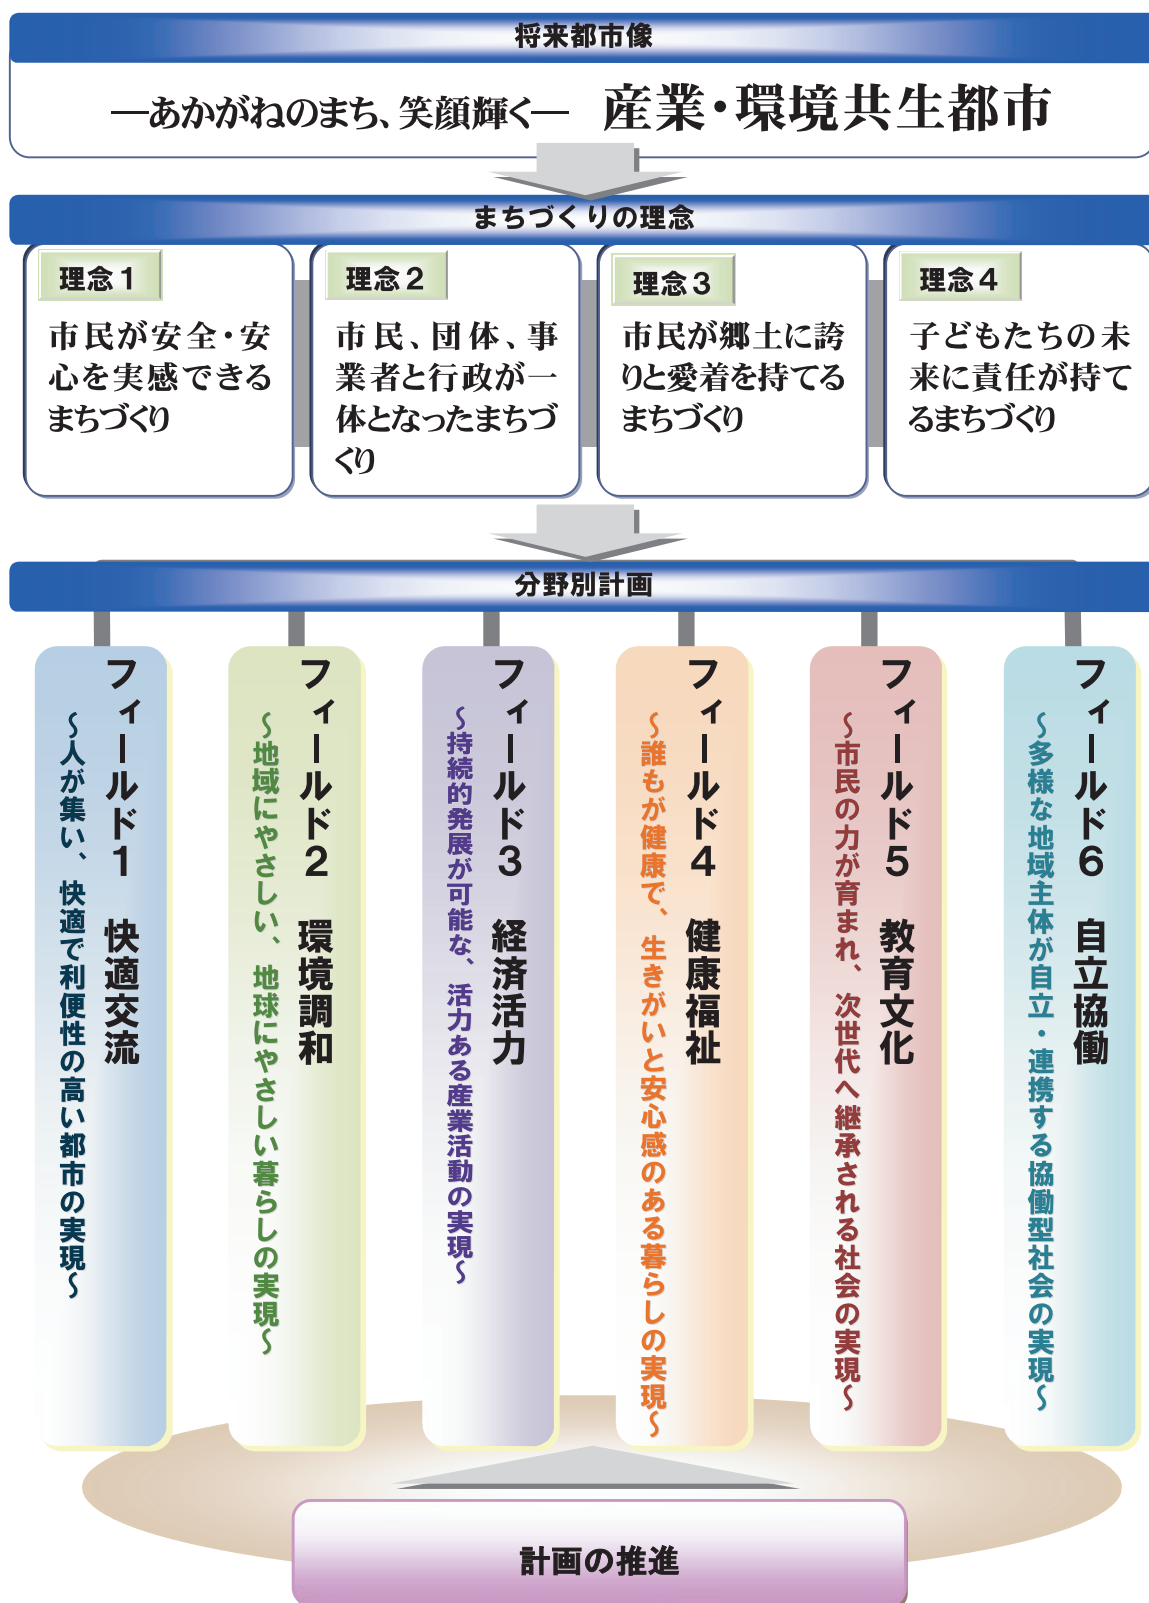 将来都市像
―あかがねのまち、笑顔輝く― 産業・環境共生都市
まちづくりの理念
理念１
市民が安全・安
心を実感できる
まちづくり
理念２
市民、団体、事
業者と行政が一
体となったまちづ
くり
理念３
市民が郷土に誇
りと愛着を持てる
まちづくり
理念４
子どもたちの未
来に責任が持て
るまちづくり
分野別計画
フィールド１ 快適交流
～人が集い、快適で利便性の高い都市の実現～
フィールド２ 環境調和
～地域にやさしい、地球にやさしい暮らしの実現～
フィールド３ 経済活力
～持続的発展が可能な、活力ある産業活動の実現～
フィールド４ 健康福祉
～誰もが健康で、生きがいと安心感のある暮らしの実現～
フィールド５ 教育文化
～市民の力が育まれ、次世代へ継承される社会の実現～
フィールド６ 自立協働
～多様な地域主体が自立・連携する協働型社会の実現～
計画の推進